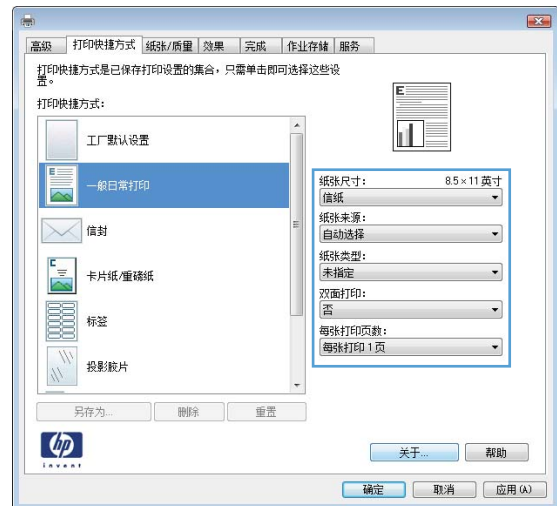 高级 打印快捷方式 纸张/质量 效果 完成 作业存储 服务
打印快捷方式是已保存打印设置的集合，只需单击即可选择这些设
置。
打印快捷方式:
工厂默认设置
一般日常打印
信封
卡片纸/重磅纸
标签
投影胶片
另存为... 删除 重置
E
纸张尺寸: 8.5×11 英寸
信纸
纸张来源:
自动选择
纸张类型:
未指定
双面打印:
否
每张打印页数:
每张打印 1 页
hp
invent
关于... 帮助
确定 取消 应用(A)